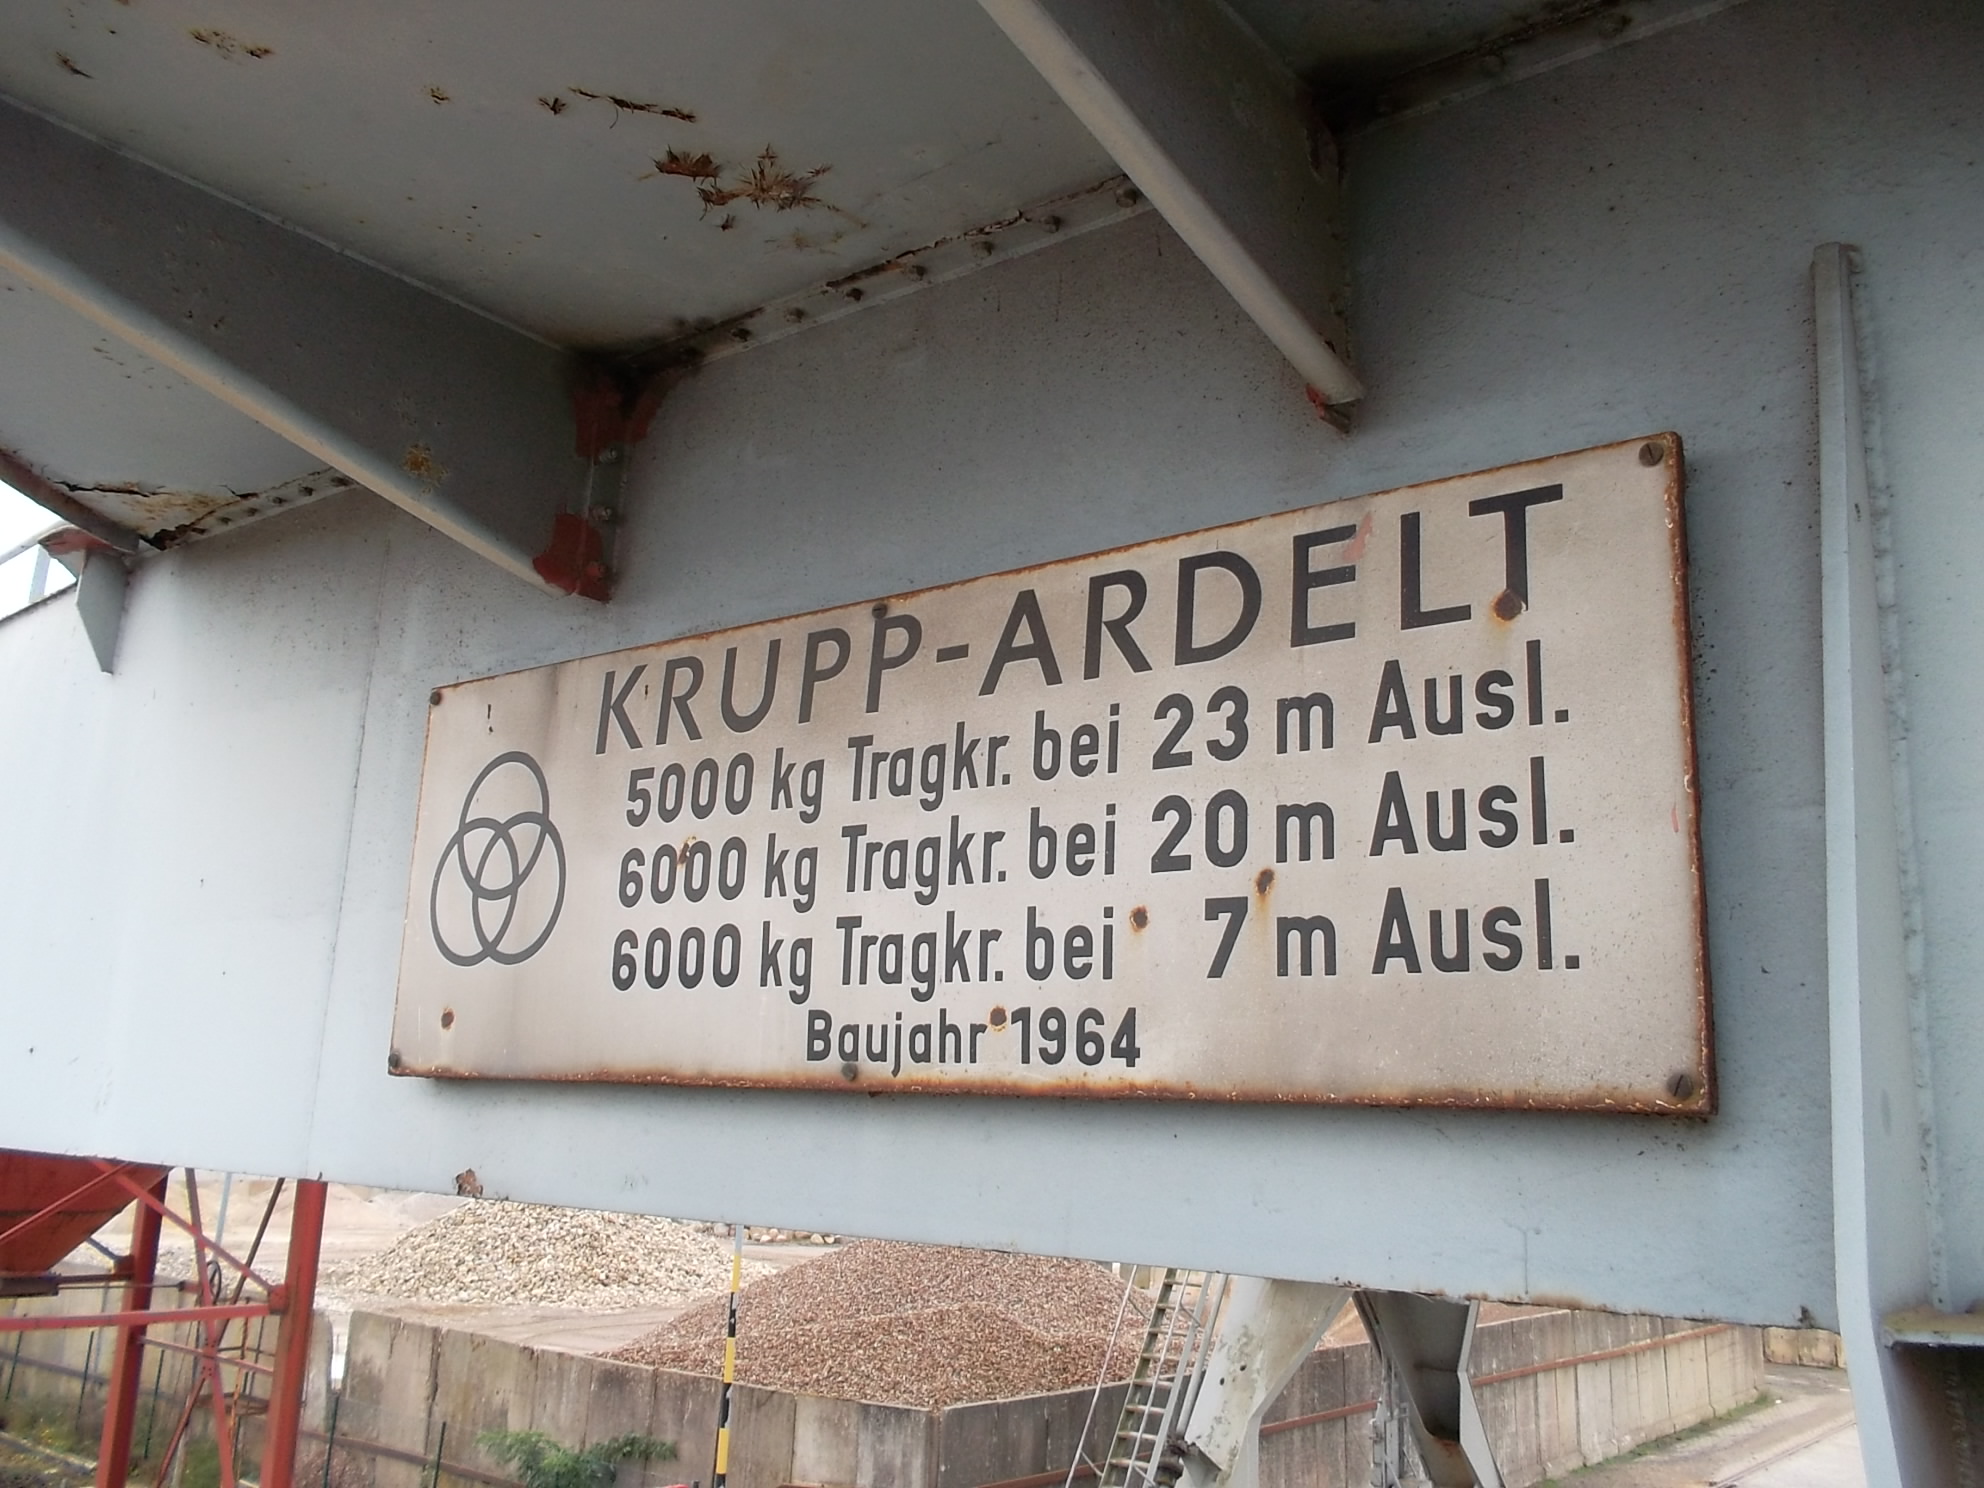 KRUPP-ARDELT
5000 kg Tragkr. bei 23 m Ausl.
6000 kg Tragkr. bei 20 m Ausl.
6000 kg Tragkr. bei 7 m Ausl.
Baujahr 1964